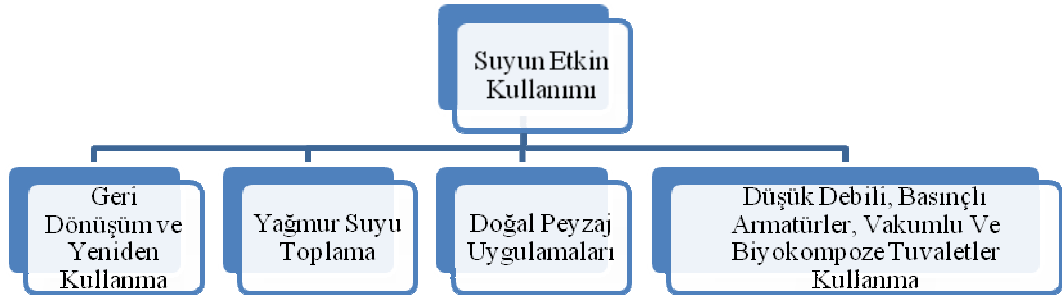 Suyun Etkin
Kullanımı
Geri
Dönüşüm ve
Yeniden
Kullanma
Yağmur Suyu
Toplama
Doğal Peyzaj
Uygulamaları
Düşük Debili, Basınçlı
Armatürler, Vakumlu Ve
Biyokompoze Tuvaletler
Kullanma